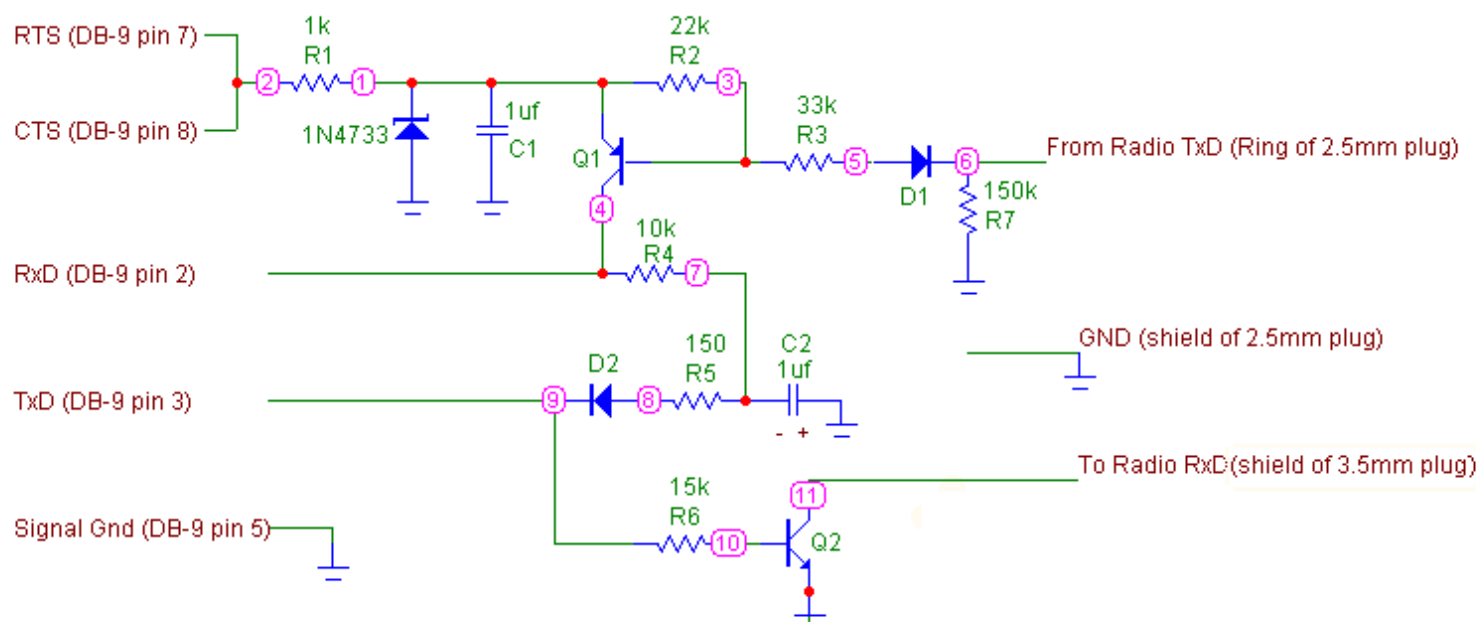 RTS (DB-9 pin 7)
1k
R1
22k
R2
2
1
3
CTS (DB-9 pin 8)
1N4733
1uf
C1
Q1
33k
R3
5
6
From Radio TxD (Ring of 2.5mm plug)
D1
150k
R7
4
10k
R4
RxD (DB-9 pin 2)
7
GND (shield of 2.5mm plug)
D2
150
R5
C2
1uf
TxD (DB-9 pin 3)
9
8
- +
To Radio RxD(shield of 3.5mm plug)
11
15k
R6
Signal Gnd (DB-9 pin 5)
10
Q2